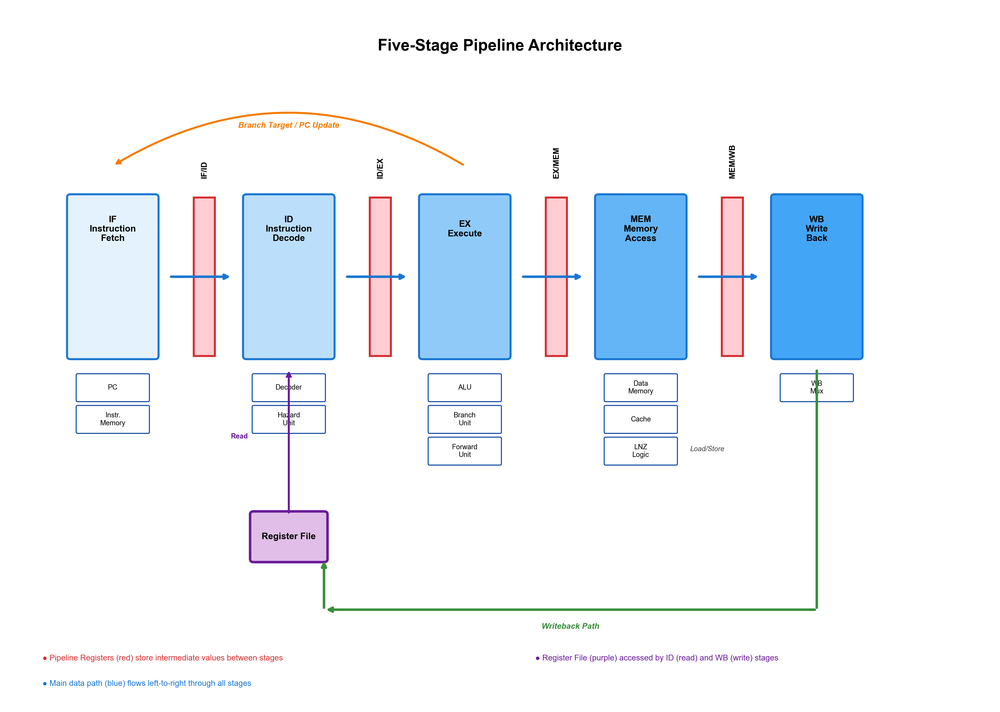 Five-Stage Pipeline Architecture
Branch Target / PC Update
IF/ID
ID/EX
EX/MEM
MEM/WB
IF
Instruction
Fetch
ID
Instruction
Decode
EX
Execute
MEM
Memory
Access
WB
Write
Back
PC
Instr.
Memory
Decoder
Hazard
Unit
Read
ALU
Branch
Unit
Forward
Unit
Data
Memory
Cache
LNZ
Logic
Load/Store
WB
Mux
Register File
Writeback Path
● Pipeline Registers (red) store intermediate values between stages
● Register File (purple) accessed by ID (read) and WB (write) stages
● Main data path (blue) flows left-to-right through all stages